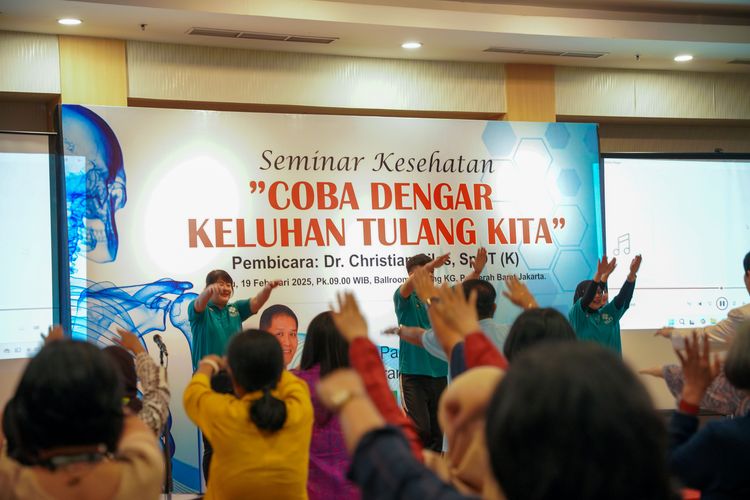 Seminar Kesehatan
"COBA DENGAR
KELUHAN TULANG KITA"
Pembicara: Dr. Christian
19 Februari 2025, Pk.09.00 WIB, Jakarta Barat.